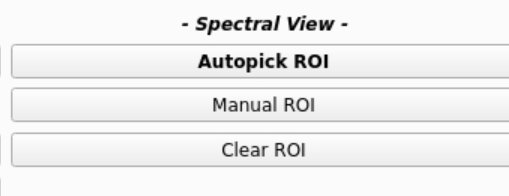 - Spectral View -
Autopick ROI
Manual ROI
Clear ROI